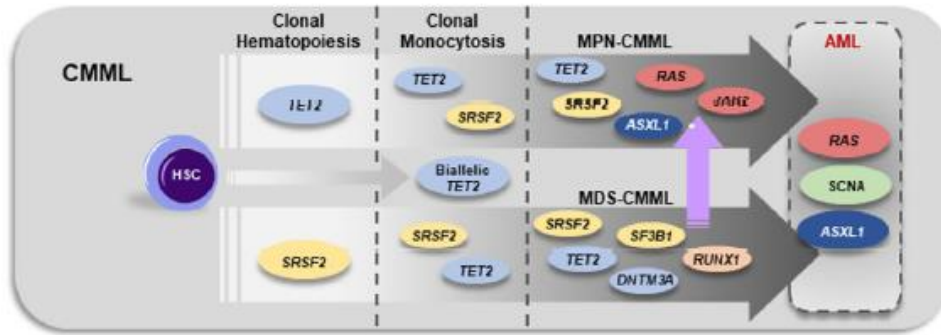 Clonal
Hematopoiesis
Clonal
Monocytosis
MPN-CMML
AML
CMML
TET2
TET2
SRSF2
TET2
RAS
SRSF2
JAK2
ASXL1
HSC
Biallelic
TET2
MDS-CMML
SRSF2
SRSF2
TET2
SRSF2
SF3B1
TET2
RUNX1
DNTM3A
RAS
SCNA
ASXL1